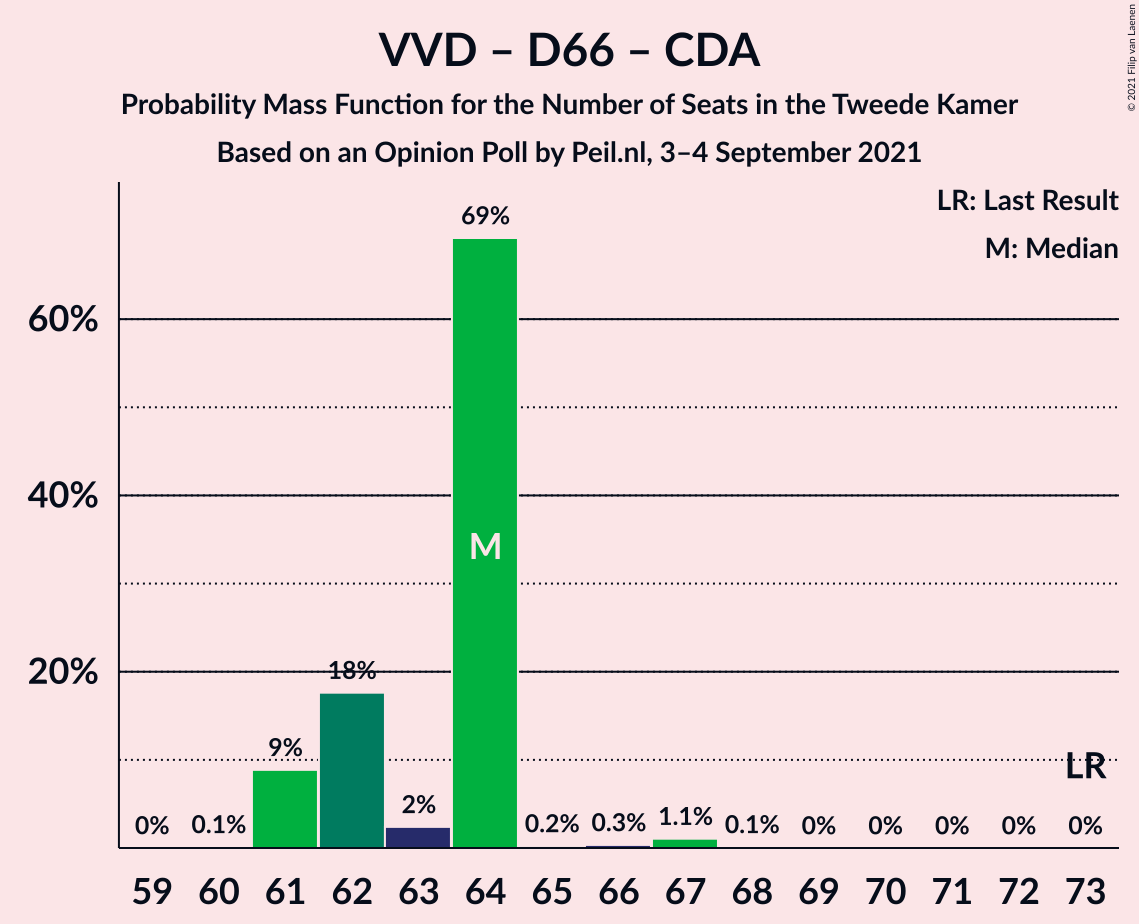 VVD – D66 – CDA
Probability Mass Function for the Number of Seats in the Tweede Kamer
Based on an Opinion Poll by Peil.nl, 3–4 September 2021
© 2021 Filip van Laenen
LR: Last Result
M: Median
60%
40%
20%
0%
0.1%
9%
18%
2%
69%
0.2%
0.3%
1.1%
0.1%
0%
0%
0%
0%
0%
M
LR
59 60 61 62 63 64 65 66 67 68 69 70 71 72 73